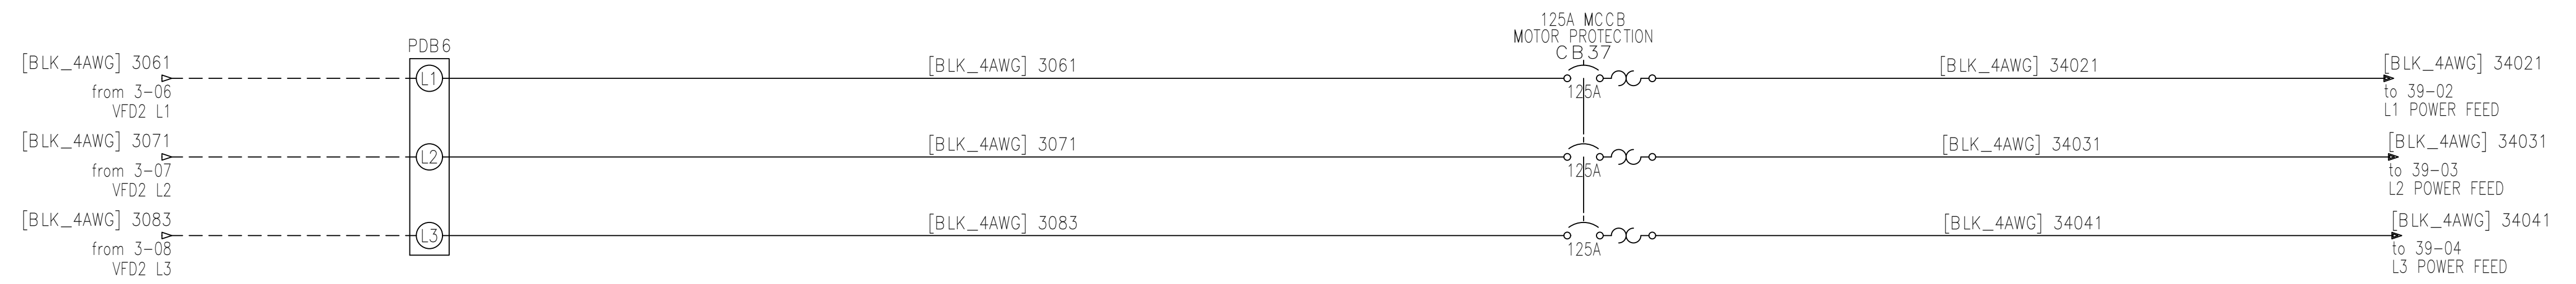 125A MCCB
MOTOR PROTECTION
CB37
PDB6
[BLK_4AWG] 3061
from 3-06
VFD2 L1
L1
[BLK_4AWG] 3061
125A
[BLK_4AWG] 34021
[BLK_4AWG] 34021
to 39-02
L1 POWER FEED
[BLK_4AWG] 3071
from 3-07
VFD2 L2
L2
[BLK_4AWG] 3071
125A
[BLK_4AWG] 34031
[BLK_4AWG] 34031
to 39-03
L2 POWER FEED
[BLK_4AWG] 3083
from 3-08
VFD2 L3
L3
[BLK_4AWG] 3083
125A
[BLK_4AWG] 34041
[BLK_4AWG] 34041
to 39-04
L3 POWER FEED